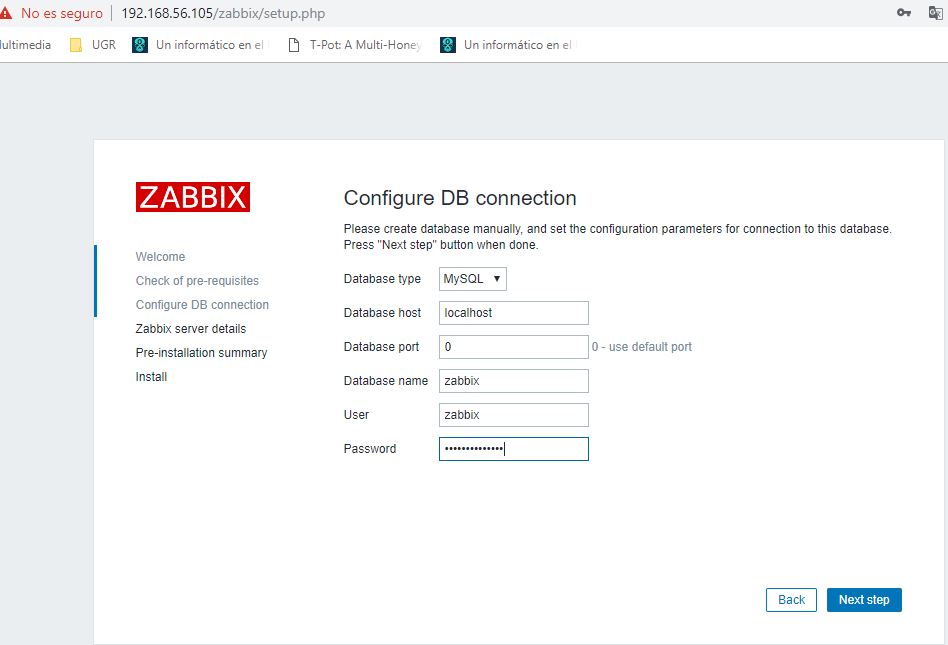 No es seguro 192.168.56.105/zabbix/setup.php
ultimedia UGR Un informático en el T-Pot: A Multi-Honey Un informático en el
ZABBIX
Welcome
Check of pre-requisites
Configure DB connection
Zabbix server details
Pre-installation summary
Install
Configure DB connection
Please create database manually, and set the configuration parameters for connection to this database.
Press "Next step" button when done.
Database type MySQL
Database host localhost
Database port 0 0 - use default port
Database name zabbix
User zabbix
Password ••••••••••••••
Back Next step